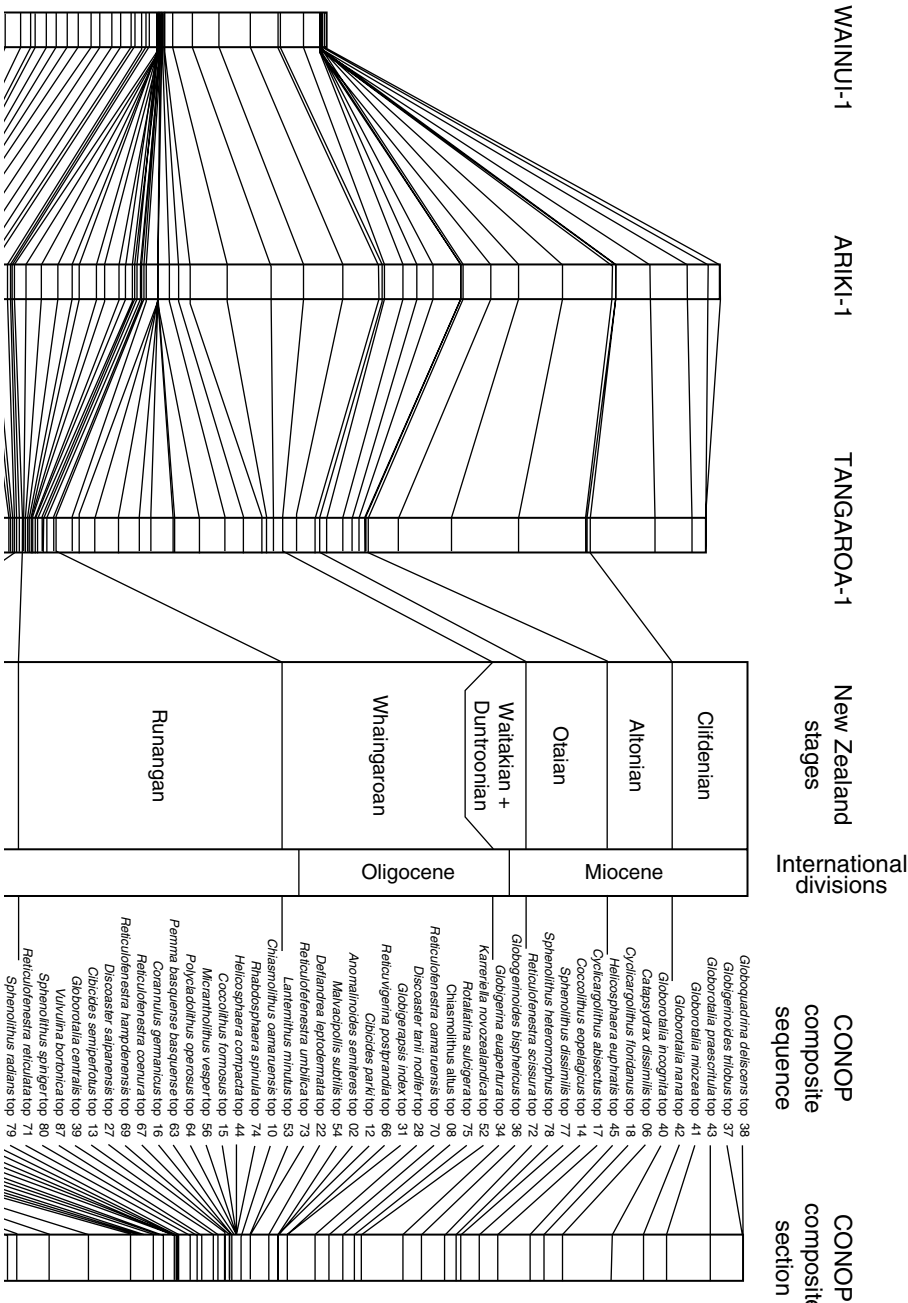 WAINUI-1
ARIKI-1
TANGAROA-1
New Zealand
stages
International
divisions
CONOP
composite
sequence
CONOP
composite
section
Clifdenian
Altonian
Otaian
Waitakian +
Duntroonian
Whaingaroan
Runangan
Miocene
Oligocene
Globoquadrina deliscens top 38
Globigerinoides trilobus top 37
Globorotalia praescitula top 43
Globorotalia miozea top 41
Globorotalia nana top 42
Globorotalia incognita top 40
Catapsydrax dissimilis top 06
Cyclicargolithus floridanus top 18
Helicosphaera euphratis top 45
Cyclicargolithus abisectus top 17
Coccolitus eopelagicus top 14
Sphenolithus dissimilis top 77
Sphenolithus heteromorphus top 78
Reticulofenestra scissura top 72
Globogerinoides bisphericus top 36
Globigerina euapertura top 34
Karreriella novozealandica top 52
Rotaliatina sulcigera top 75
Chiasmolithus altus top 08
Reticulofenestra oamaruensis top 70
Discoaster tani nodifer top 28
Globigerapsis index top 31
Reticuvigerina postprandia top 66
Cibicides parki top 12
Anomalinoides semiteres top 02
Malvacipollis subtilis top 54
Deflandrea leptodermata top 22
Reticulofenestra umbilica top 73
Lanternithus minutus top 53
Chiasmolithus oamaruensis top 10
Rhabdosphaera spinula top 74
Helicosphaera compacta top 44
Coccolitus formosus top 15
Micrantholithus vesper top 56
Polycladolithus operosus top 64
Pemma basquense basquense top 63
Corannulus germanicus top 16
Reticulofenestra coenura top 67
Reticulofenestra hampdenensis top 69
Discoaster saipanensis top 27
Cibicides semiperfotus top 13
Globorotalia centralis top 39
Vulvulina bortonica top 87
Sphenolithus spiniger top 80
Reticulofenestra reticulata top 71
Sphenolithus radians top 79